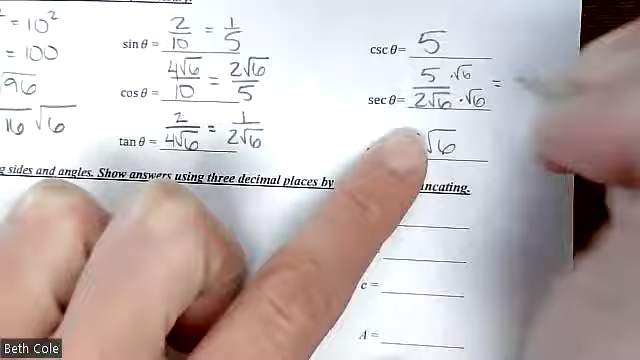 ² = 10²
= 100
√96
16 √6
sin θ = 2/10 = 1/5
cos θ = 4√6/10 = 2√6/5
tan θ = 2/4√6 = 1/2√6
csc θ = 5
sec θ = 5/2√6 · √6/√6 =
√6
g sides and angles. Show answers using three decimal places by
uncating.
c =
A =
Beth Cole